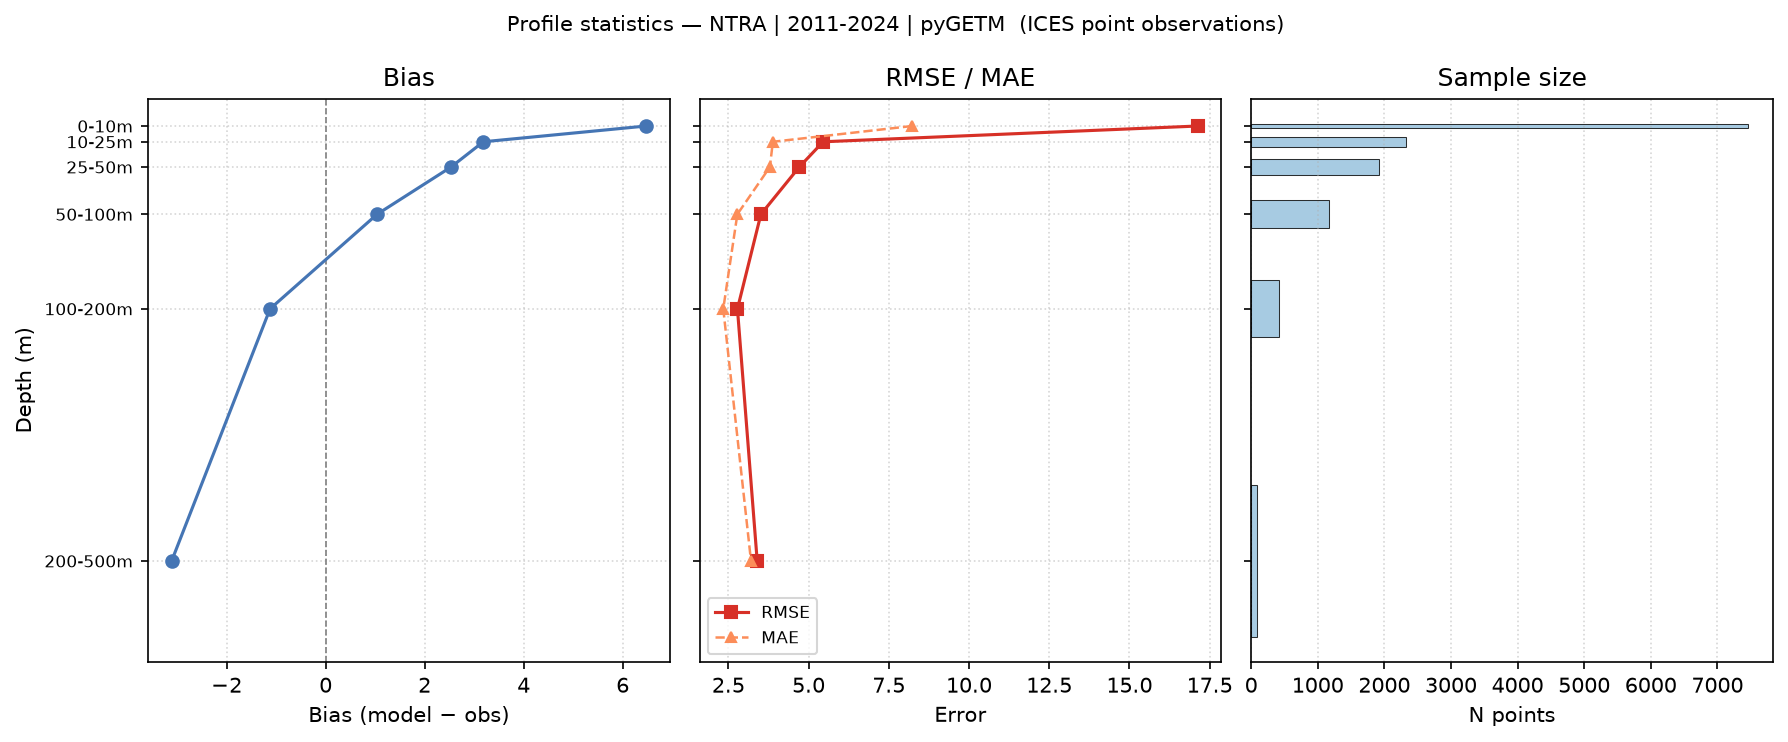 Profile statistics — NTRA | 2011-2024 | pyGETM  (ICES point observations)
Bias
RMSE / MAE
Sample size
Depth (m)
0-10m
10-25m
25-50m
50-100m
100-200m
200-500m
−2 0 2 4 6
Bias (model − obs)
RMSE
MAE
2.5 5.0 7.5 10.0 12.5 15.0 17.5
Error
0 1000 2000 3000 4000 5000 6000 7000
N points